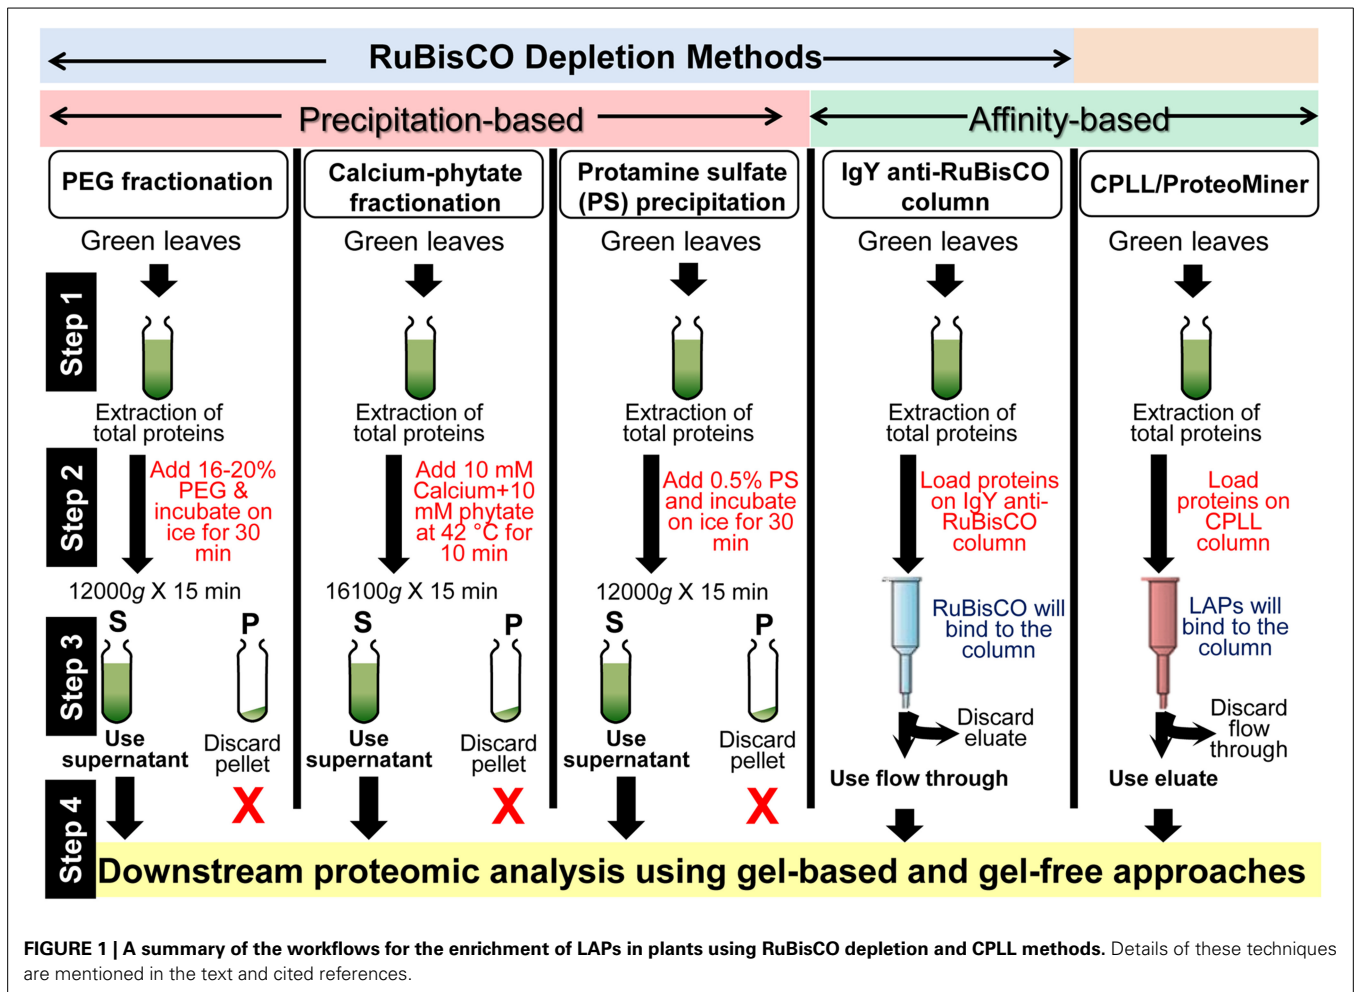 RuBisCO Depletion Methods
Precipitation-based
Affinity-based
PEG fractionation
Calcium-phytate
fractionation
Protamine sulfate
(PS) precipitation
IgY anti-RuBisCO
column
CPLL/ProteoMiner
Green leaves
Green leaves
Green leaves
Green leaves
Green leaves
Step 1
Extraction of
total proteins
Extraction of
total proteins
Extraction of
total proteins
Extraction of
total proteins
Extraction of
total proteins
Step 2
Add 16-20%
PEG &
incubate on
ice for 30
min
Add 10 mM
Calcium+10
mM phytate
at 42 °C for
10 min
Add 0.5% PS
and incubate
on ice for 30
min
Load proteins
on IgY anti-
RuBisCO
column
Load
proteins on
CPLL
column
12000g X 15 min
16100g X 15 min
12000g X 15 min
Step 3
S
P
S
P
S
P
RuBisCO will
bind to the
column
LAPs will
bind to the
column
Use
supernatant
Discard
pellet
X
Use
supernatant
Discard
pellet
X
Use
supernatant
Discard
pellet
X
Discard
eluate
Use flow through
Discard
flow
through
Use eluate
Step 4
Downstream proteomic analysis using gel-based and gel-free approaches
FIGURE 1 | A summary of the workflows for the enrichment of LAPs in plants using RuBisCO depletion and CPLL methods. Details of these techniques
are mentioned in the text and cited references.